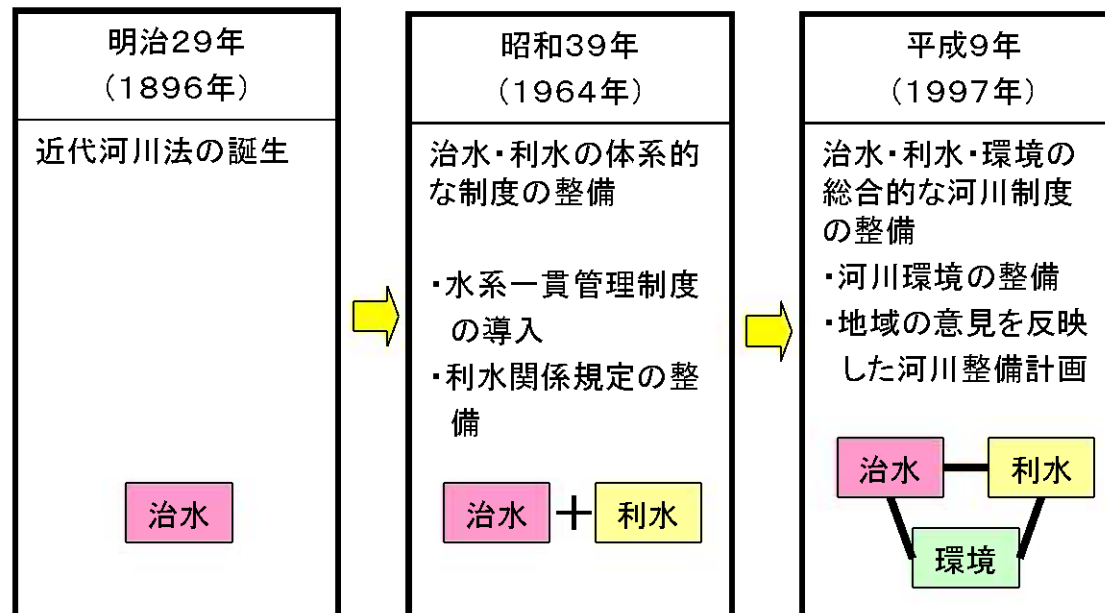 明治29年
(1896年)
近代河川法の誕生
治水
昭和39年
(1964年)
治水・利水の体系的
な制度の整備
・水系一貫管理制度
の導入
・利水関係規定の整
備
治水+利水
平成9年
(1997年)
治水・利水・環境の
総合的な河川制度
の整備
・河川環境の整備
・地域の意見を反映
した河川整備計画
治水 利水
環境